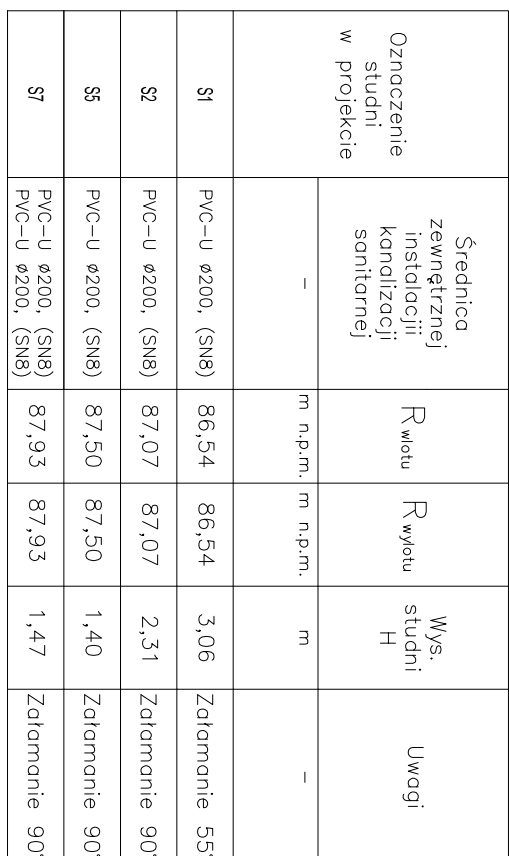 Oznaczenie
studni
w projekcie
Średnica
zewnętrznej
instalacjii
kanalizacji
sanitarnej
R wlotu
R wylotu
Wys.
studni
H
Uwagi
– m n.p.m. m n.p.m. m –
S1 PVC-U ø200, (SN8) 86,54 86,54 3,06 Załamanie 55°
S2 PVC-U ø200, (SN8) 87,07 87,07 2,31 Załamanie 90°
S5 PVC-U ø200, (SN8) 87,50 87,50 1,40 Załamanie 90°
S7 PVC-U ø200, (SN8) 87,93 87,93 1,47 Załamanie 90°
PVC-U ø200, (SN8)